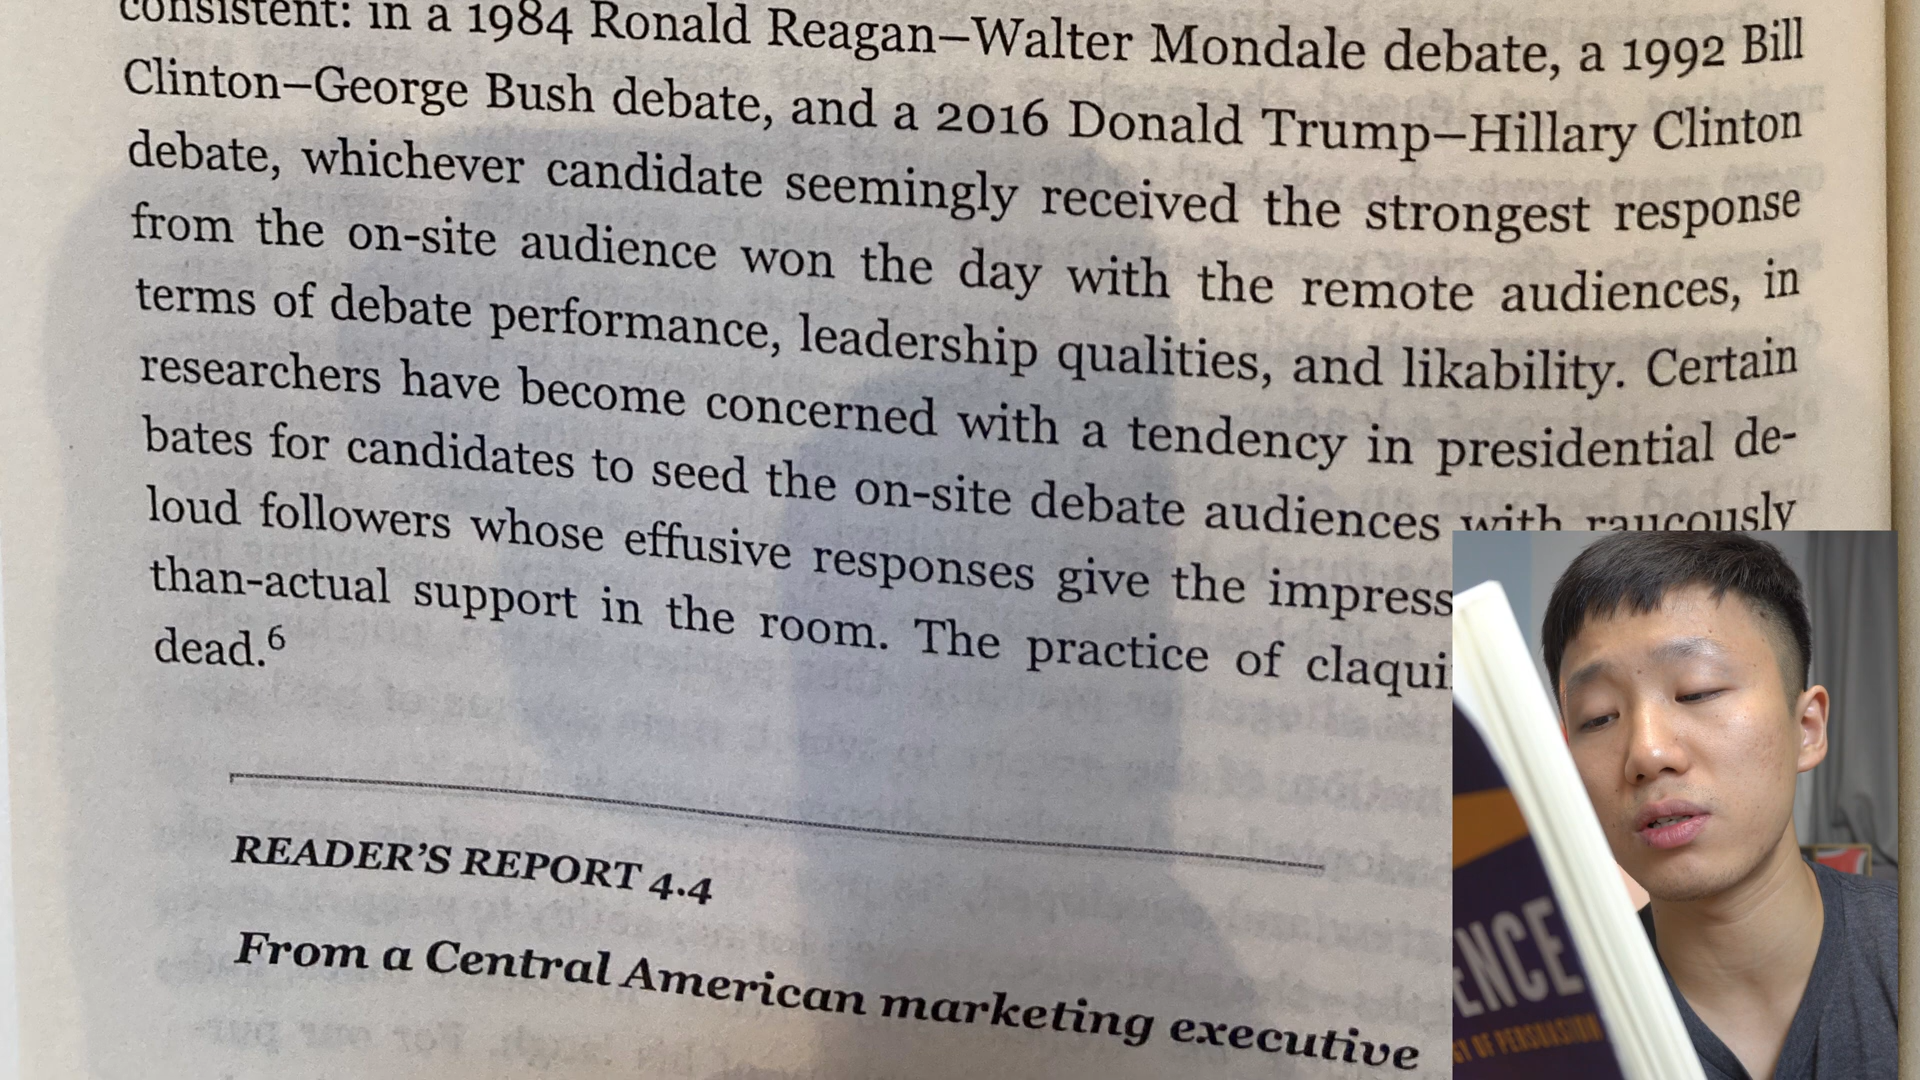 consistent: in a 1984 Ronald Reagan–Walter Mondale debate, a 1992 Bill
Clinton–George Bush debate, and a 2016 Donald Trump–Hillary Clinton
debate, whichever candidate seemingly received the strongest response
from the on-site audience won the day with the remote audiences, in
terms of debate performance, leadership qualities, and likability. Certain
researchers have become concerned with a tendency in presidential de-
bates for candidates to seed the on-site debate audiences with raucously
loud followers whose effusive responses give the impress
than-actual support in the room. The practice of claqui
dead.6
READER'S REPORT 4.4
From a Central American marketing executive
ENCE
GY OF PERSUASION